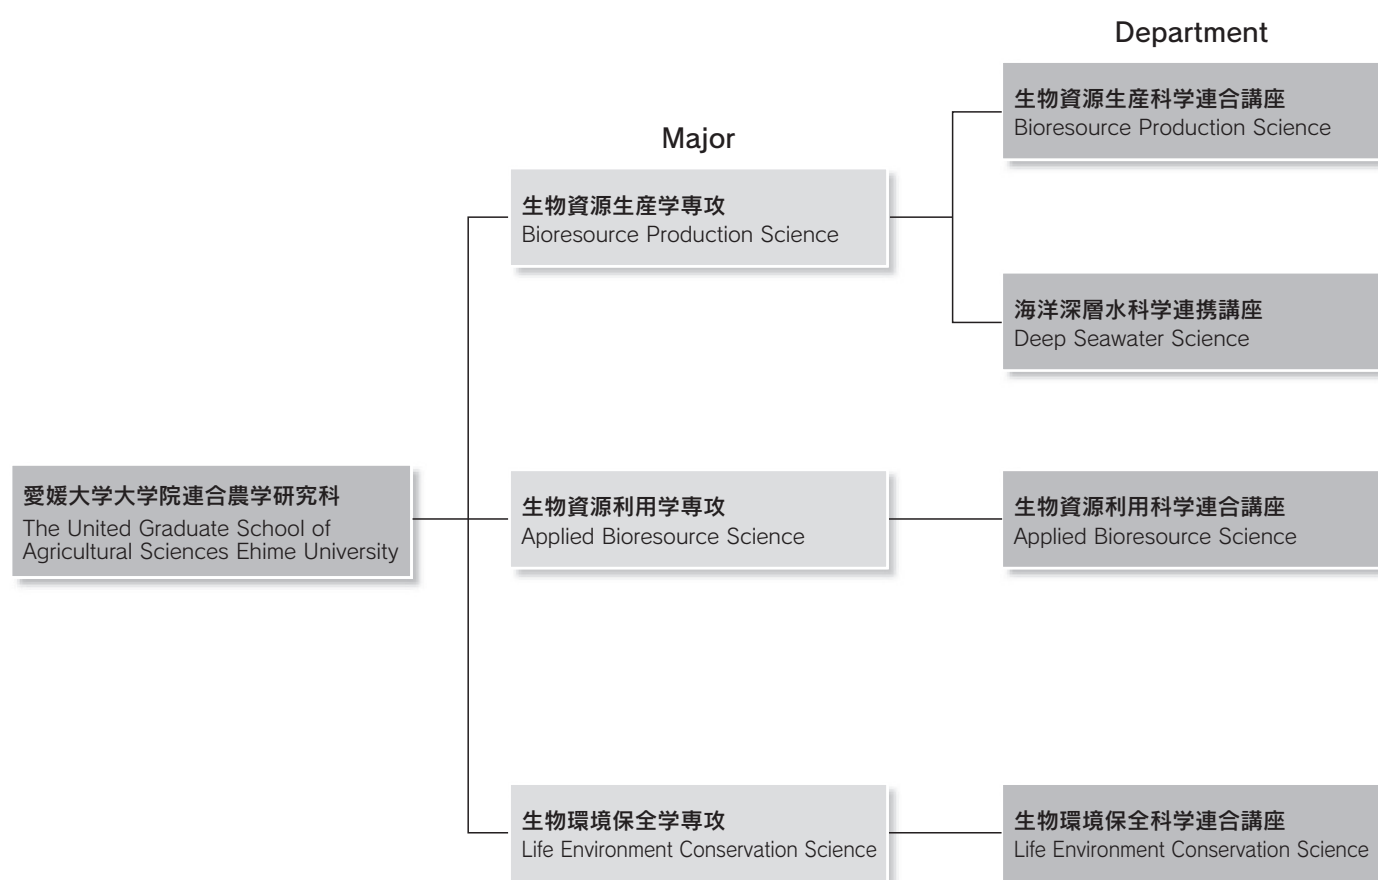 Department
生物資源生産科学連合講座
Bioresource Production Science
Major
生物資源生産学専攻
Bioresource Production Science
海洋深層水科学連携講座
Deep Seawater Science
愛媛大学大学院連合農学研究科
The United Graduate School of
Agricultural Sciences Ehime University
生物資源利用学専攻
Applied Bioresource Science
生物資源利用科学連合講座
Applied Bioresource Science
生物環境保全学専攻
Life Environment Conservation Science
生物環境保全科学連合講座
Life Environment Conservation Science